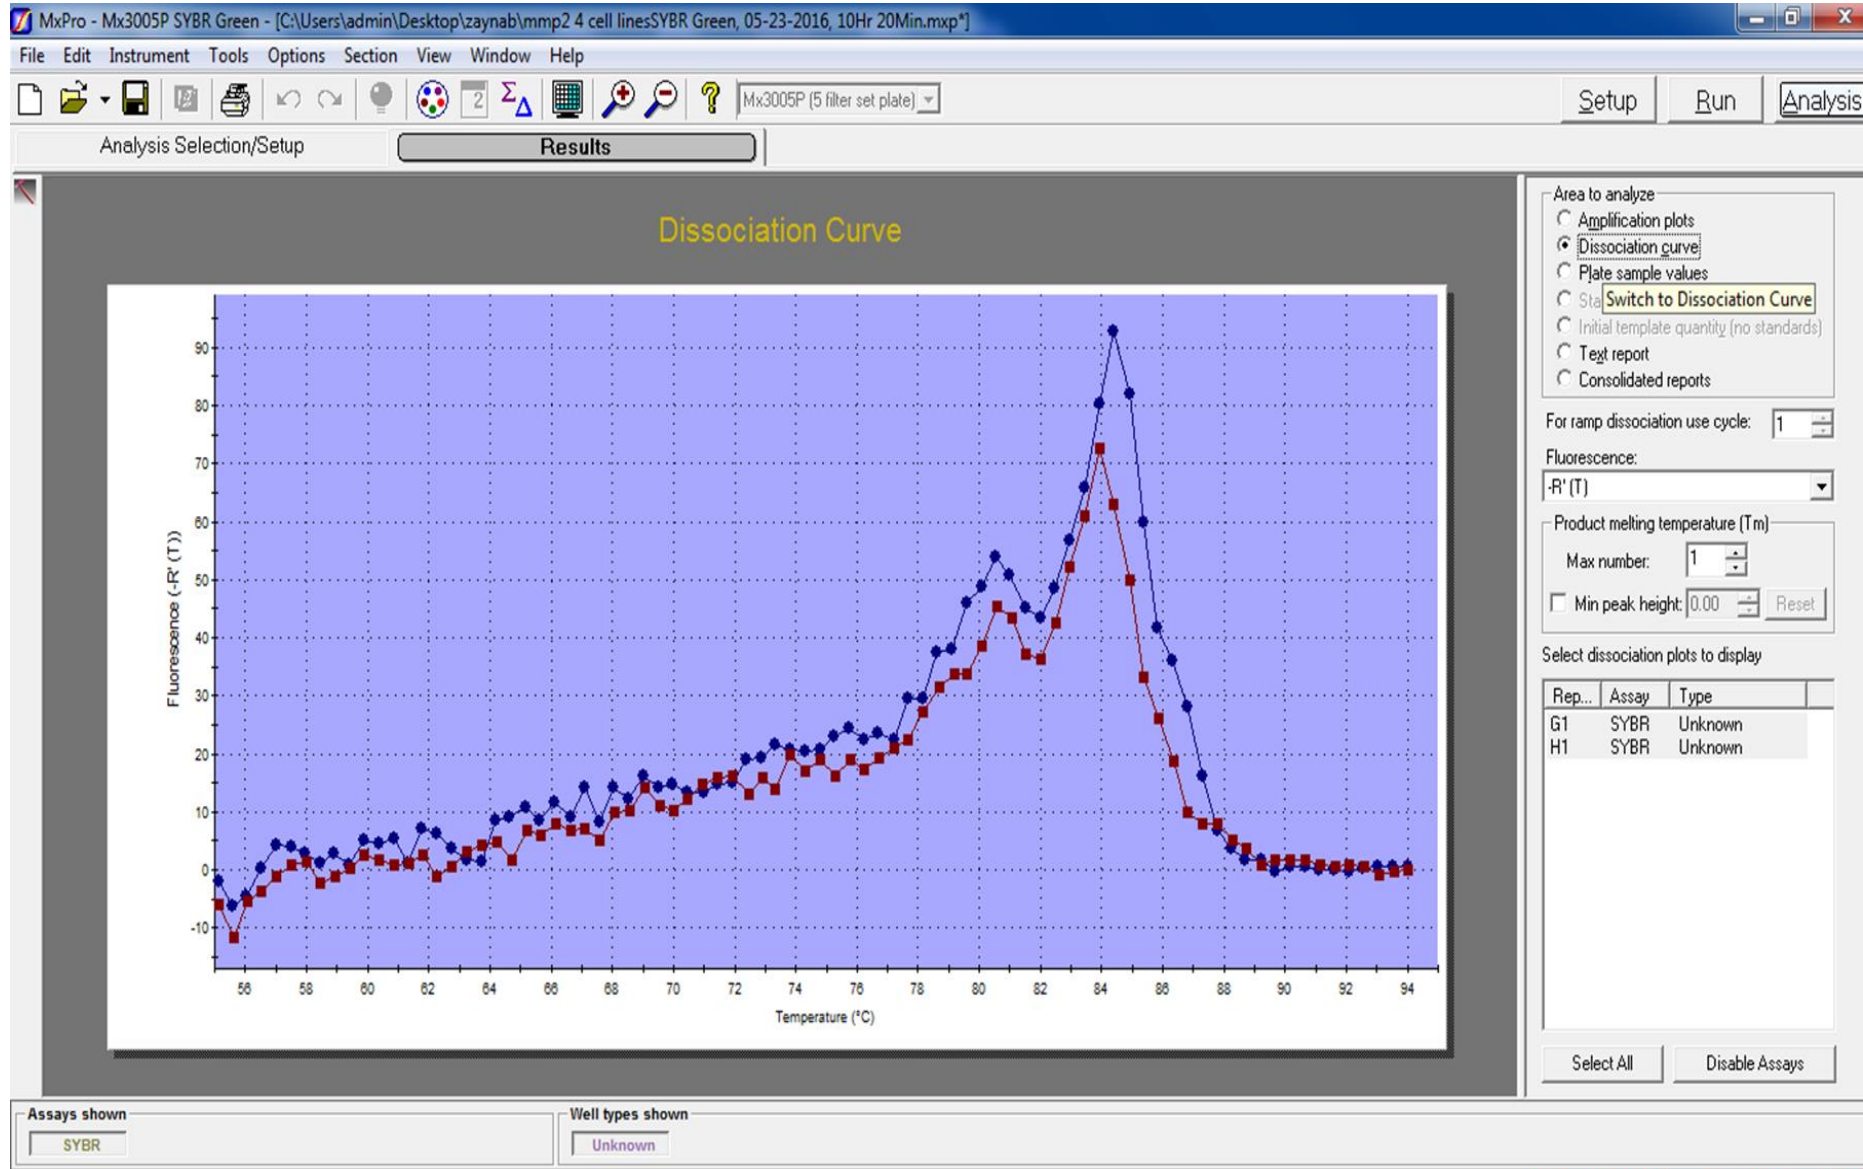 MxPro - Mx3005P SYBR Green - [C:\Users\admin\Desktop\zaynab\mmp2 4 cell linesSYBR Green, 05-23-2016, 10Hr 20Min.mxp*]
File Edit Instrument Tools Options Section View Window Help
2 Mx3005P (5 filter set plate) Setup Run Analysis
Analysis Selection/Setup Results
Dissociation Curve
90
80
70
60
50
40
30
20
10
0
-10
Fluorescence (-R' (T))
56 58 60 62 64 66 68 70 72 74 76 78 80 82 84 86 88 90 92 94
Temperature (°C)
Area to analyze
Amplification plots
Dissociation curve
Plate sample values
Sta Switch to Dissociation Curve
Initial template quantity (no standards)
Text report
Consolidated reports
For ramp dissociation use cycle: 1
Fluorescence:
-R' (T)
Product melting temperature (Tm)
Max number: 1
Min peak height: 0.00 Reset
Select dissociation plots to display
Rep... Assay Type
G1 SYBR Unknown
H1 SYBR Unknown
Select All Disable Assays
Assays shown Well types shown
SYBR Unknown